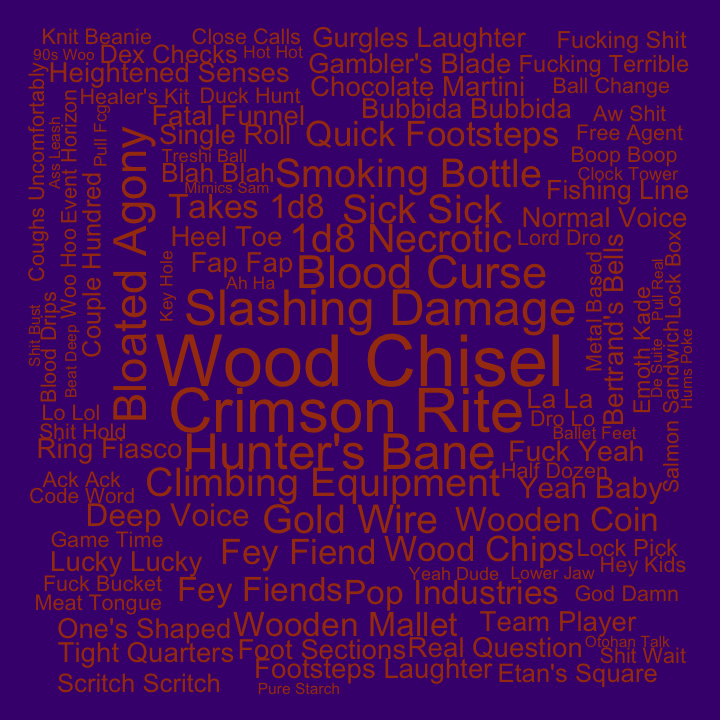 Knit Beanie
Close Calls
Gurgles Laughter
Fucking Shit
90s Woo
Dex Checks
Hot Hot
Gambler's Blade
Fucking Terrible
Heightened Senses
Chocolate Martini
Ball Change
Healer's Kit
Duck Hunt
Bubbida Bubbida
Aw Shit
Fatal Funnel
Single Roll
Quick Footsteps
Free Agent
Treshi Ball
Boop Boop
Blah Blah
Smoking Bottle
Clock Tower
Mimics Sam
Fishing Line
Takes 1d8
Sick Sick
Normal Voice
Heel Toe
1d8 Necrotic
Lord Dro
Coughs Uncomfortably
Ass Leash
Event Horizon
Pull Fog
Couple Hundred
Woo Hoo
Bloated Agony
Key Hole
Fap Fap
Blood Curse
Ah Ha
Slashing Damage
Metal Based
Bertrand's Bells
Emoth Kade
Pull Real
Lock Box
Shit Bust
Blood Drips
Beat Deep
Wood Chisel
De Suite
Salmon Sandwich
Hums Poke
Crimson Rite
La La
Lo Lol
Dro Lo
Shit Hold
Ballet Feet
Ring Fiasco
Hunter's Bane
Fuck Yeah
Half Dozen
Ack Ack
Climbing Equipment
Yeah Baby
Code Word
Deep Voice
Gold Wire
Wooden Coin
Game Time
Fey Fiend
Wood Chips
Lock Pick
Lucky Lucky
Hey Kids
Yeah Dude
Lower Jaw
Fuck Bucket
Fey Fiends
Pop Industries
God Damn
Meat Tongue
One's Shaped
Wooden Mallet
Team Player
Tight Quarters
Foot Sections
Real Question
Otohan Talk
Shit Wait
Footsteps Laughter
Etan's Square
Scritch Scritch
Pure Starch